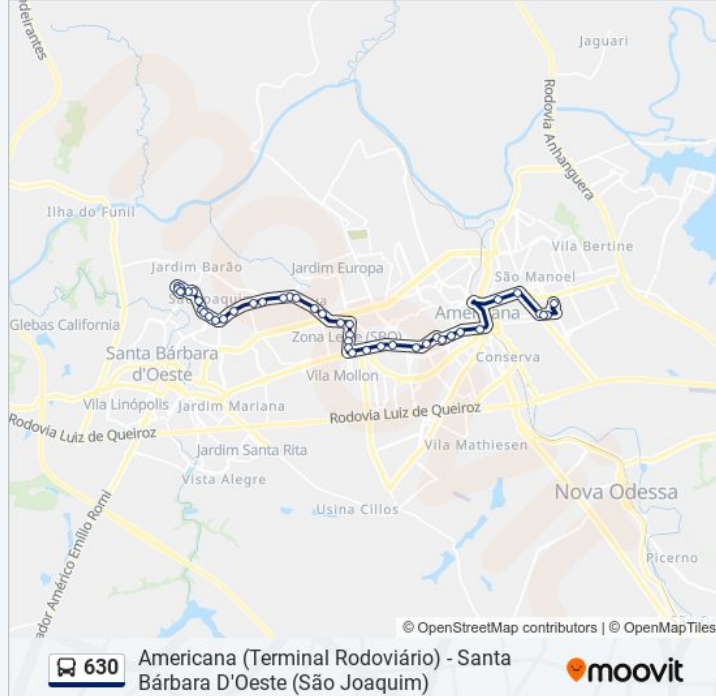 andeirantes
Jaguari
Rodovia Anhanguera
Ilha do Funil
Vila Bertine
Jardim Barão
Jardim Europa
São Manoel
Americana
Glebas California
Zona Leste (SBO)
Santa Bárbara
d'Oeste
Conserva
Vila Mollon
Vila Linópolis
Jardim Mariana
Rodovia Luiz de Queiroz
Rodovia Luiz de Queiroz
Vila Mathiesen
Jardim Santa Rita
Vista Alegre
Nova Odessa
Usina Cillos
Picerno
ador Américo Emílio Romi
© OpenStreetMap contributors | © OpenMapTiles
630
Americana (Terminal Rodoviário) - Santa
Bárbara D'Oeste (São Joaquim)
moovit